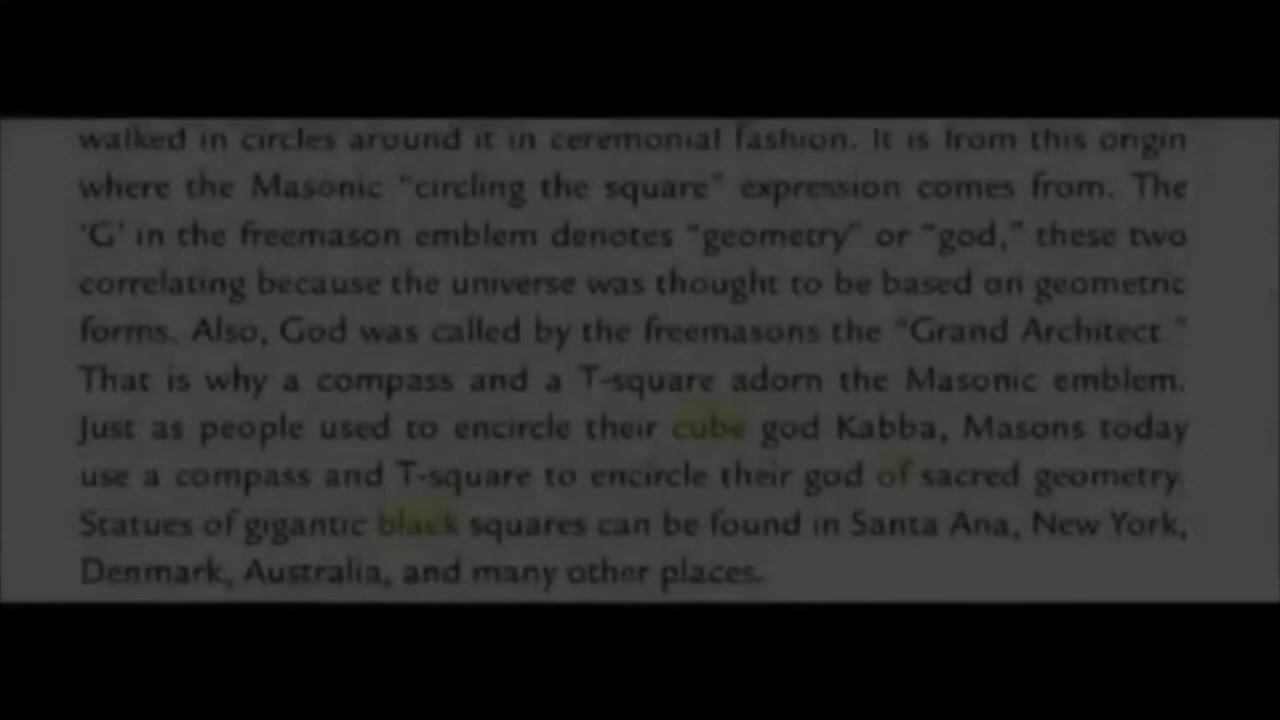 walked in circles around it in ceremonial fashion. It is from this origin
where the Masonic "circling the square" expression comes from. The
'G' in the freemason emblem denotes "geometry" or "god," these two
correlating because the universe was thought to be based on geometric
forms. Also, God was called by the freemasons the "Grand Architect."
That is why a compass and a T-square adorn the Masonic emblem.
Just as people used to encircle their cube god Kabba, Masons today
use a compass and T-square to encircle their god of sacred geometry.
Statues of gigantic black squares can be found in Santa Ana, New York,
Denmark, Australia, and many other places.